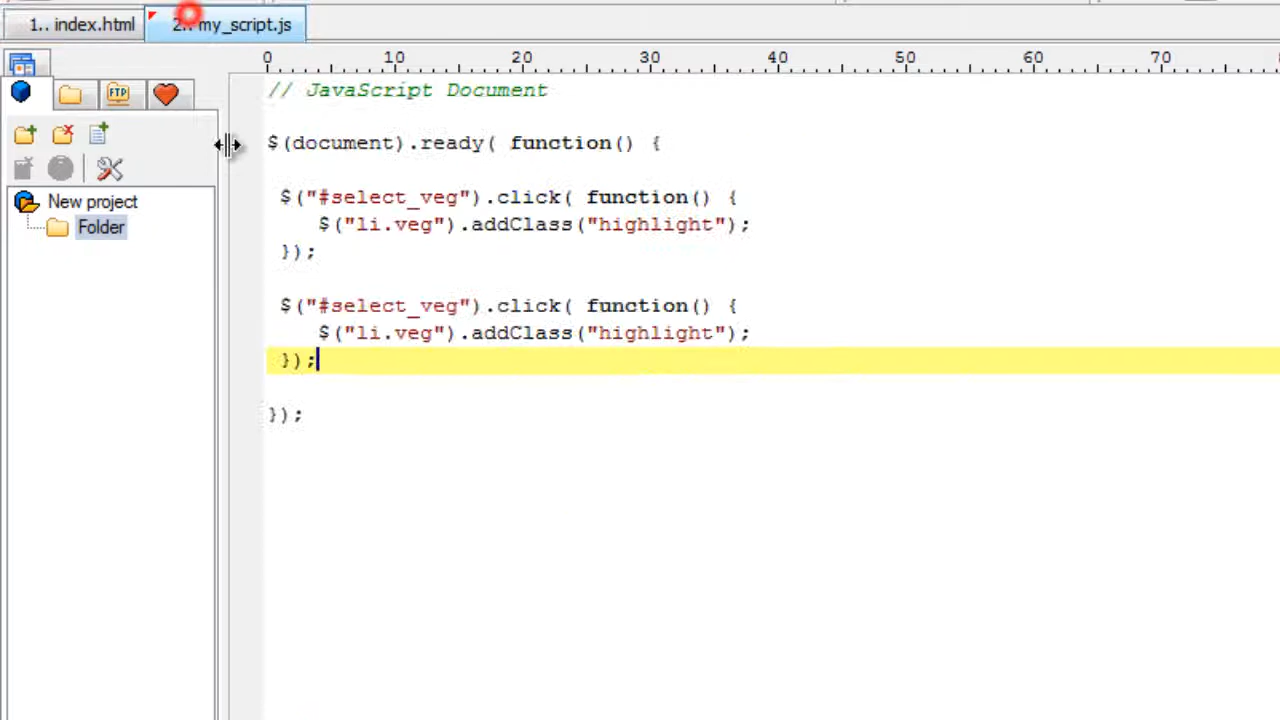 1.. index.html
2.. my_script.js
0 10 20 30 40 50 60 70
FTP
New project
Folder
// JavaScript Document
$(document).ready( function() {
$("#select_veg").click( function() {
$("li.veg").addClass("highlight");
});
$("#select_veg").click( function() {
$("li.veg").addClass("highlight");
});
});